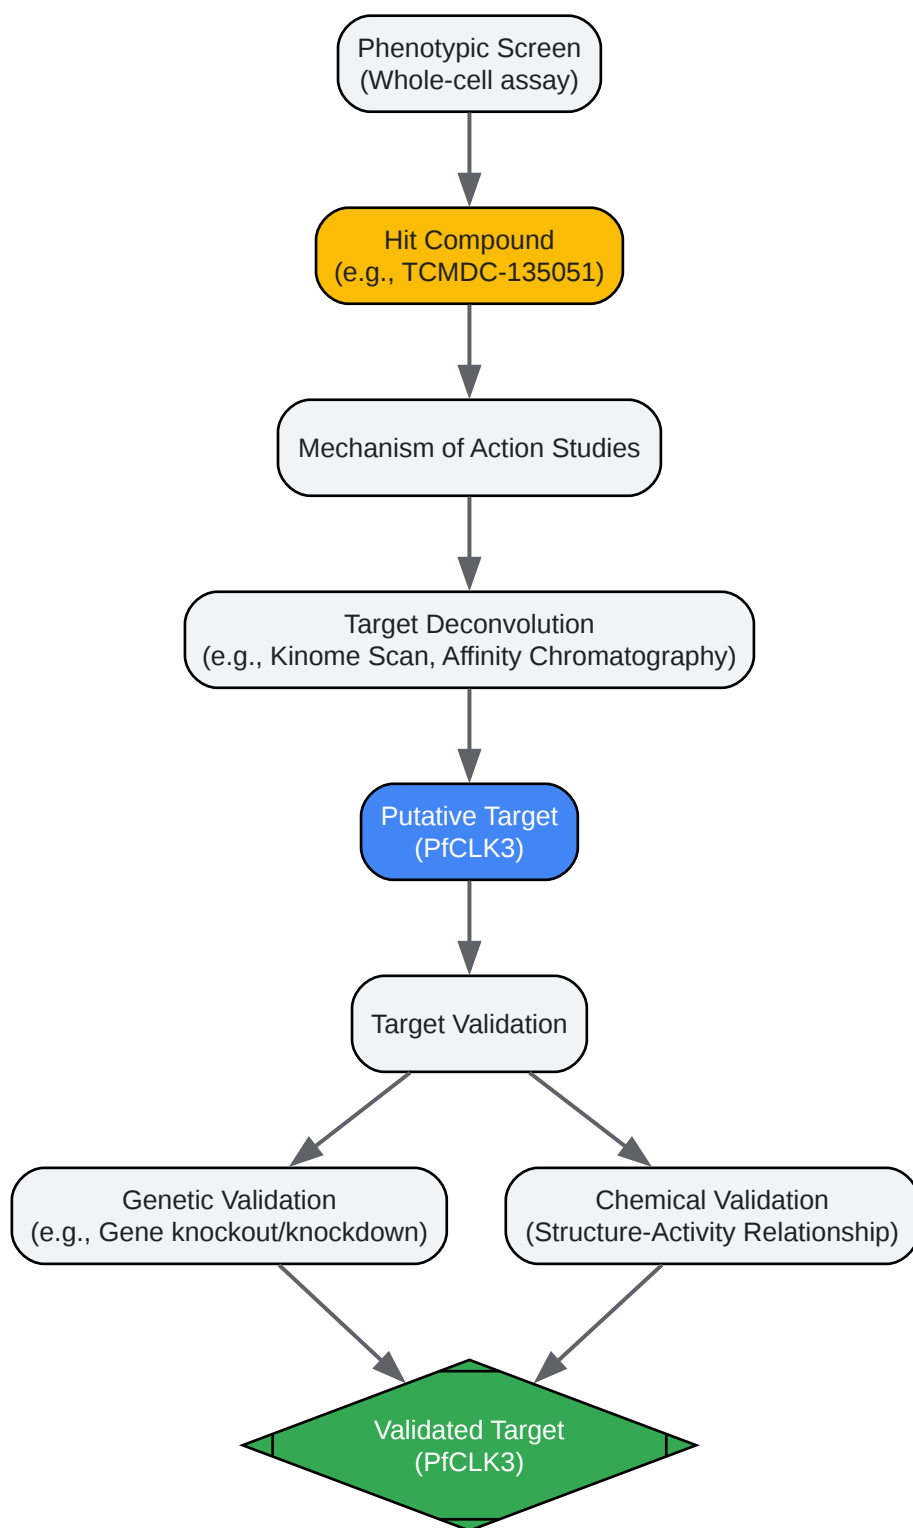 Phenotypic Screen
(Whole-cell assay)
Hit Compound
(e.g., TCMDC-135051)
Mechanism of Action Studies
Target Deconvolution
(e.g., Kinome Scan, Affinity Chromatography)
Putative Target
(PfCLK3)
Target Validation
Genetic Validation
(e.g., Gene knockout/knockdown)
Chemical Validation
(Structure-Activity Relationship)
Validated Target
(PfCLK3)